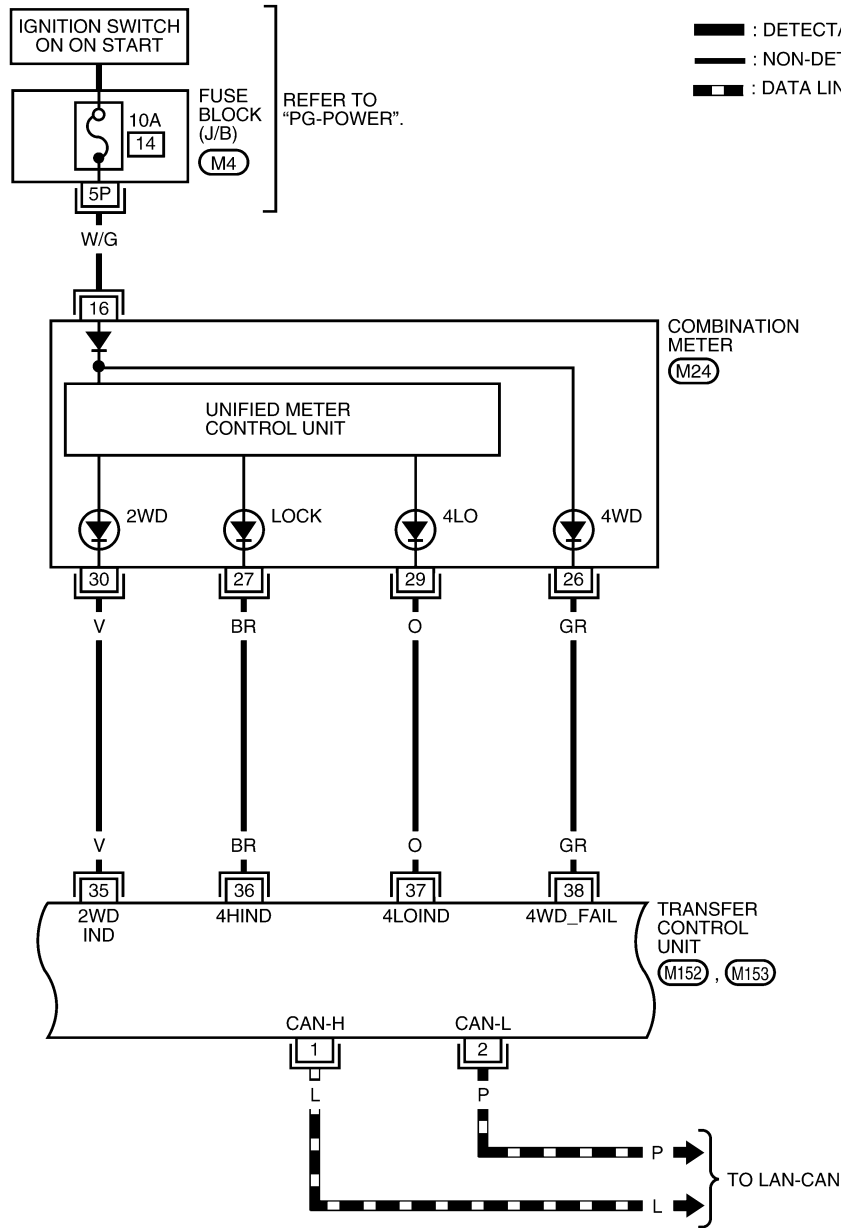 IGNITION SWITCH
ON OR START
: DETECTA
: NON-DET
: DATA LIN
FUSE
BLOCK
(J/B)
M4
REFER TO
"PG-POWER".
10A
14
5P
W/G
16
COMBINATION
METER
M24
UNIFIED METER
CONTROL UNIT
2WD
LOCK
4LO
4WD
30
27
29
26
V
BR
O
GR
V
BR
O
GR
35
36
37
38
2WD
IND
4HIND
4LOIND
4WD_FAIL
TRANSFER
CONTROL
UNIT
M152 , M153
CAN-H
CAN-L
1
2
L
P
P
L
TO LAN-CAN